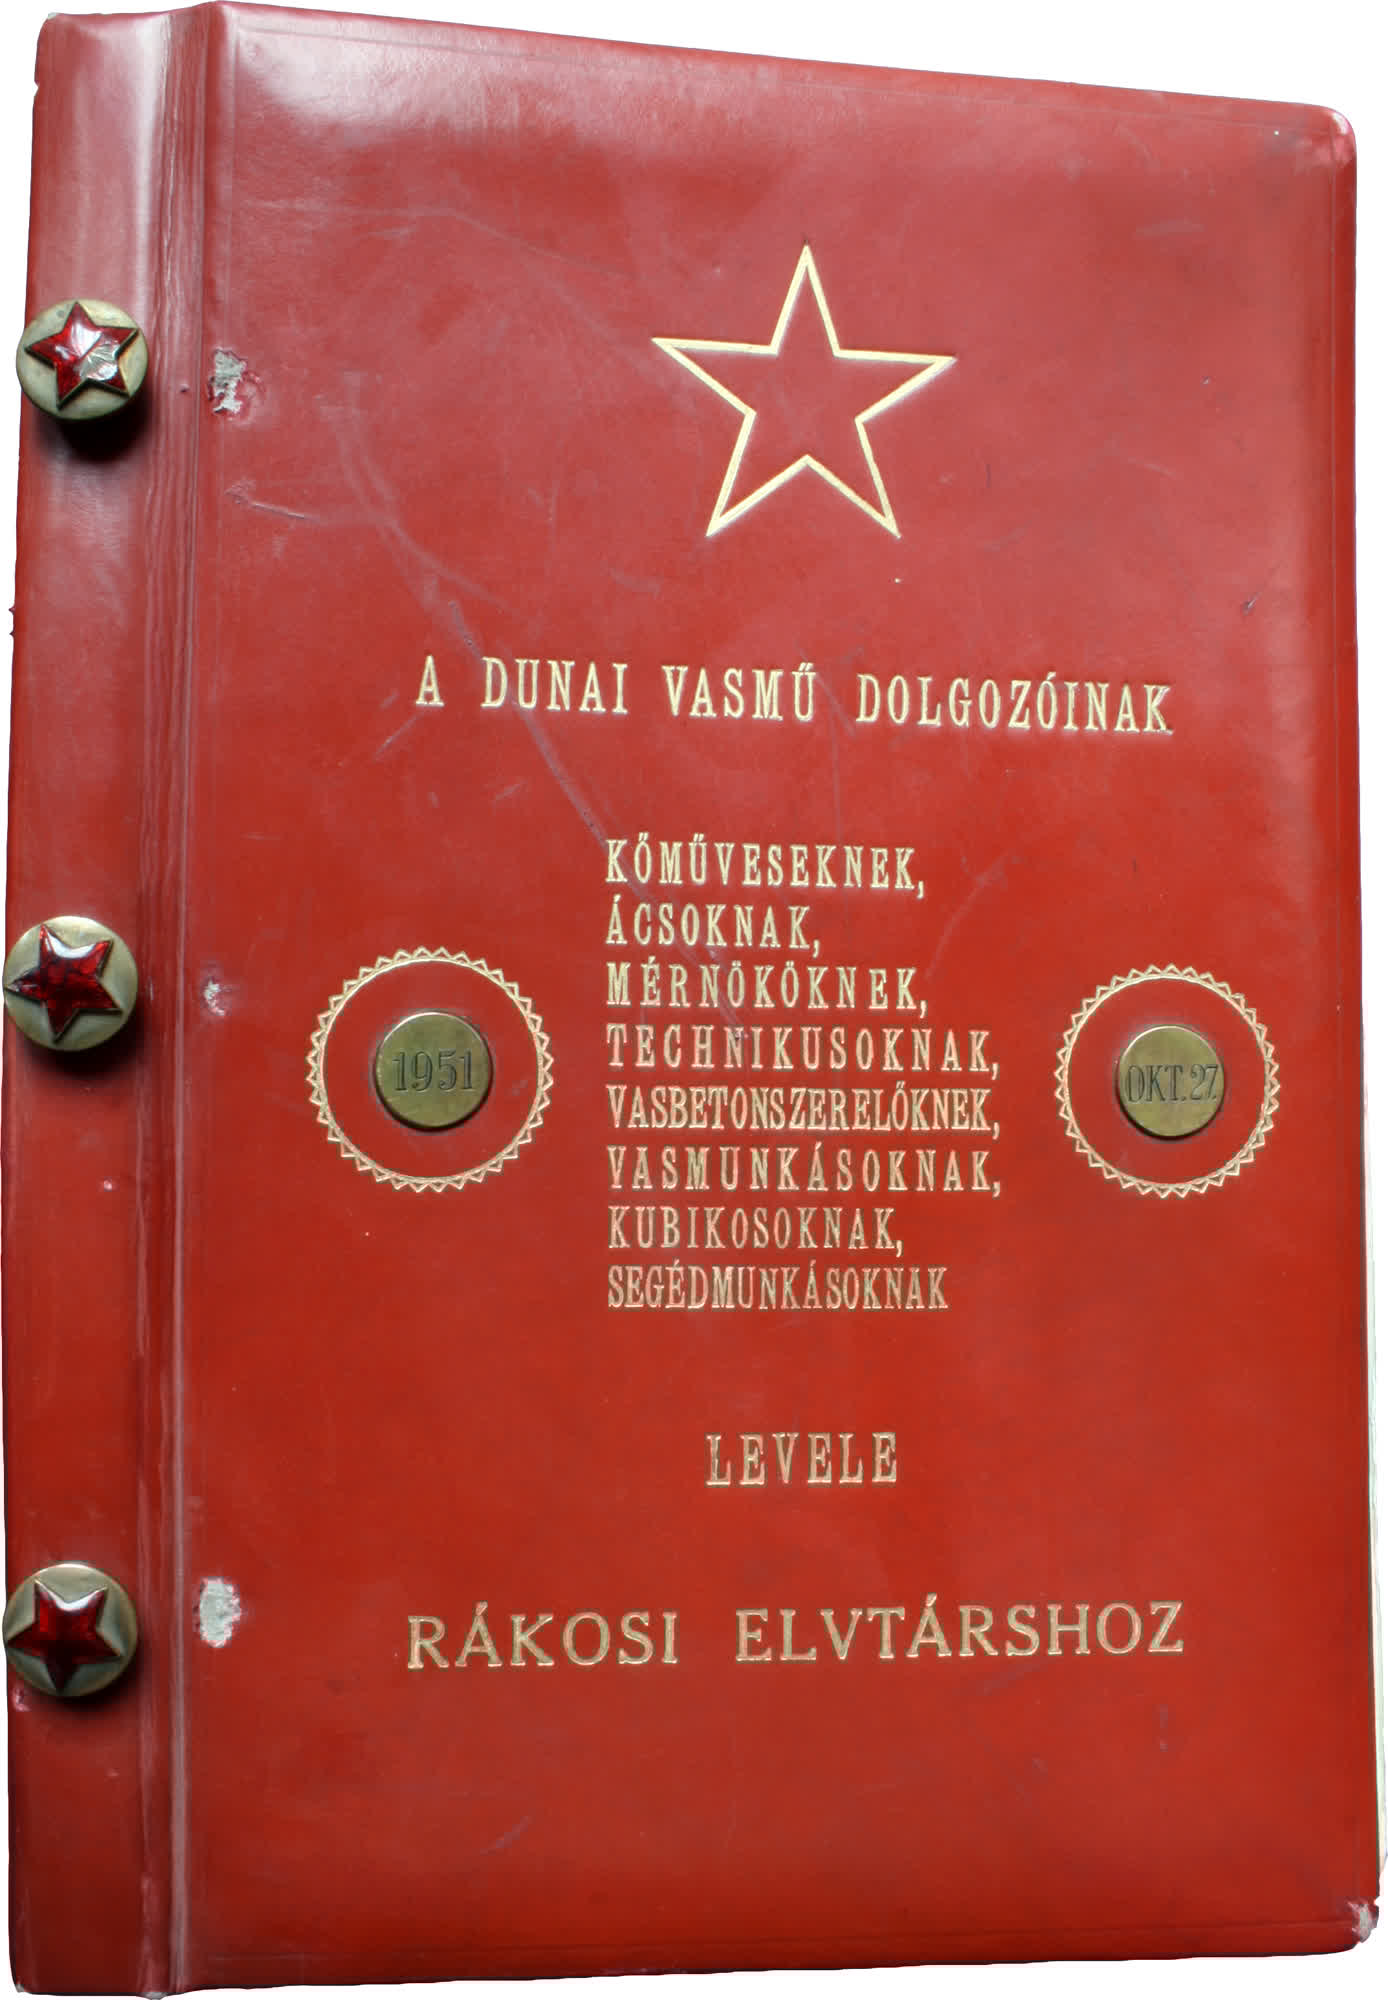 A DUNAI VASMŰ DOLGOZÓINAK
KŐMŰVESEKNEK,
ÁCSOKNAK,
MÉRNÖKÖKNEK,
TECHNIKUSOKNAK,
VASBETONSZERELŐKNEK,
VASMUNKÁSOKNAK,
KUBIKOSOKNAK,
SEGÉDMUNKÁSOKNAK
1951
OKT. 27.
LEVELE
RÁKOSI ELVTÁRSHOZ